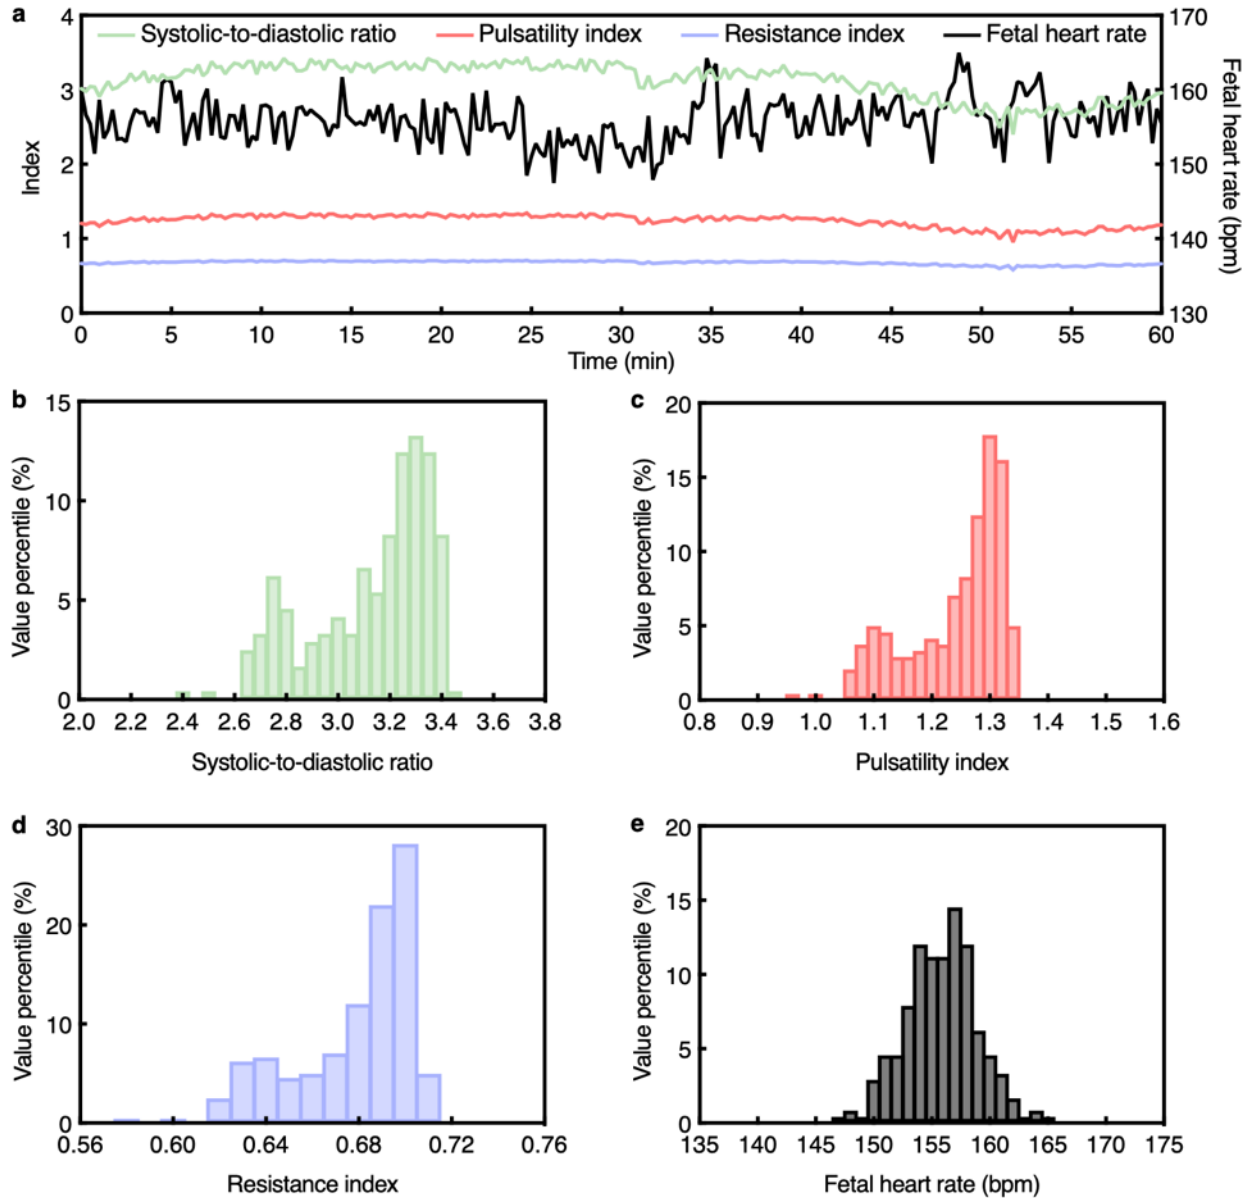 a
Systolic-to-diastolic ratio Pulsatility index Resistance index Fetal heart rate
4 170
3 160
2 150
1 140
0 130
Index
Fetal heart rate (bpm)
0 5 10 15 20 25 30 35 40 45 50 55 60
Time (min)
b
15
10
5
0
Value percentile (%)
2.0 2.2 2.4 2.6 2.8 3.0 3.2 3.4 3.6 3.8
Systolic-to-diastolic ratio
c
20
15
10
5
0
Value percentile (%)
0.8 0.9 1.0 1.1 1.2 1.3 1.4 1.5 1.6
Pulsatility index
d
30
20
10
0
Value percentile (%)
0.56 0.60 0.64 0.68 0.72 0.76
Resistance index
e
20
15
10
5
0
Value percentile (%)
135 140 145 150 155 160 165 170 175
Fetal heart rate (bpm)